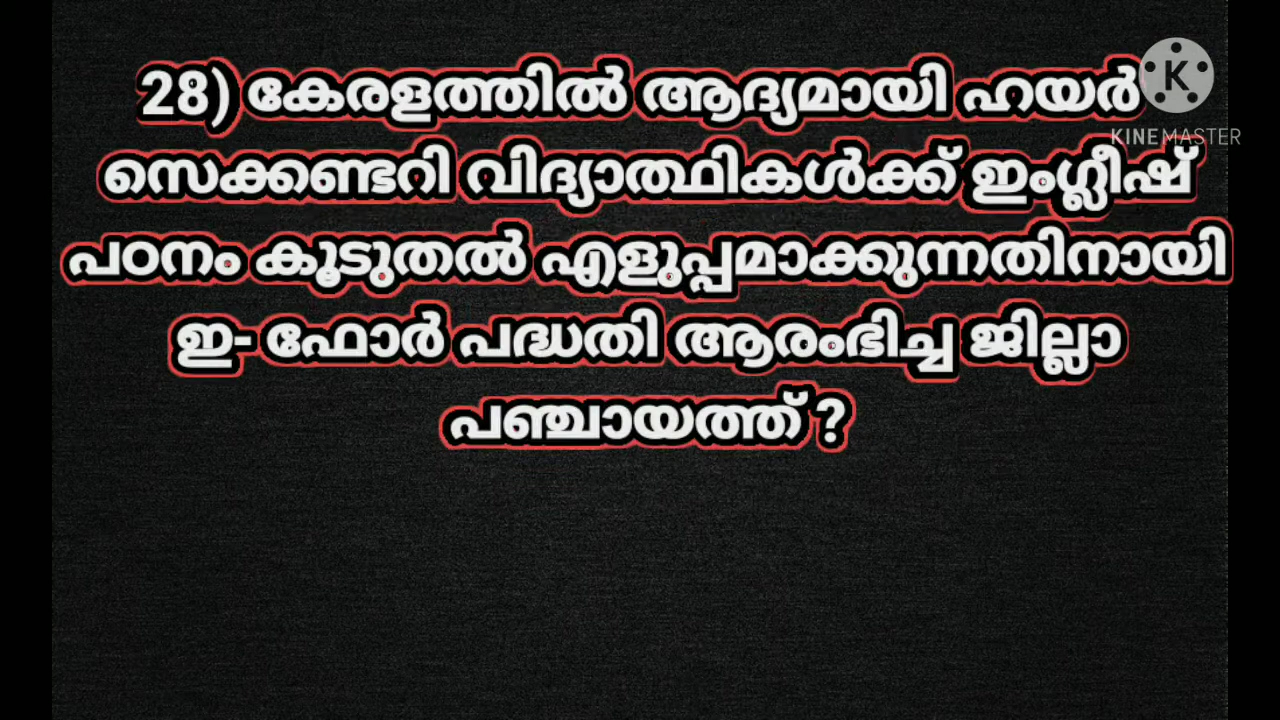 28) കേരളത്തിൽ ആദ്യമായി ഹയർ
സെക്കണ്ടറി വിദ്യാത്ഥികൾക്ക് ഇംഗ്ലീഷ്
പഠനം കൂടുതൽ എളുപ്പമാക്കുന്നതിനായി
ഇ- ഫോർ പദ്ധതി ആരംഭിച്ച ജില്ലാ
പഞ്ചായത്ത് ?
K
KINEMASTER